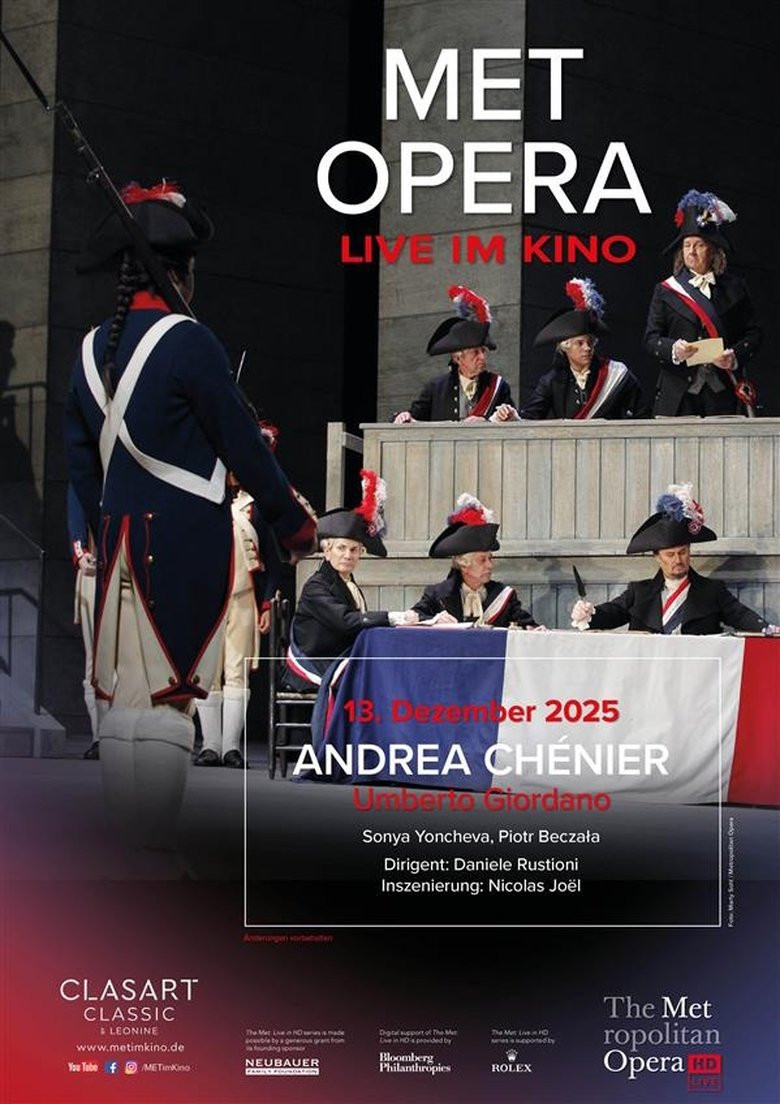 MET
OPERA
LIVE IM KINO
13. Dezember 2025
ANDREA CHÉNIER
Umberto Giordano
Sonya Yoncheva, Piotr Beczała
Dirigent: Daniele Rustioni
Inszenierung: Nicolas Joël
Foto: Marty Sohl / Metropolitan Opera
Änderungen vorbehalten
CLASART
CLASSIC
& LEONINE
www.metimkino.de
YouTube /METimKino
The Met: Live in HD series is made
possible by a generous grant from
its founding sponsor
NEUBAUER
FAMILY FOUNDATION
Digital support of The Met:
Live in HD is provided by
Bloomberg
Philanthropies
The Met: Live in HD
series is supported by
ROLEX
The Met
ropolitan
Opera HD
LIVE